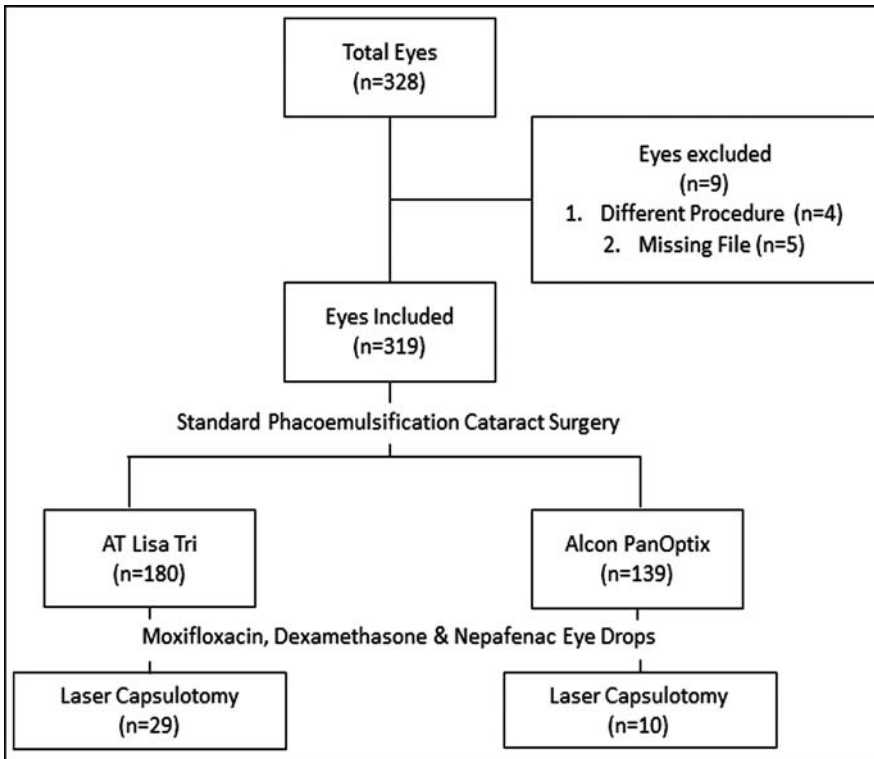 Total Eyes
(n=328)
Eyes excluded
(n=9)
1. Different Procedure (n=4)
2. Missing File (n=5)
Eyes Included
(n=319)
Standard Phacoemulsification Cataract Surgery
AT Lisa Tri
(n=180)
Alcon PanOptix
(n=139)
Moxifloxacin, Dexamethasone & Nepafenac Eye Drops
Laser Capsulotomy
(n=29)
Laser Capsulotomy
(n=10)